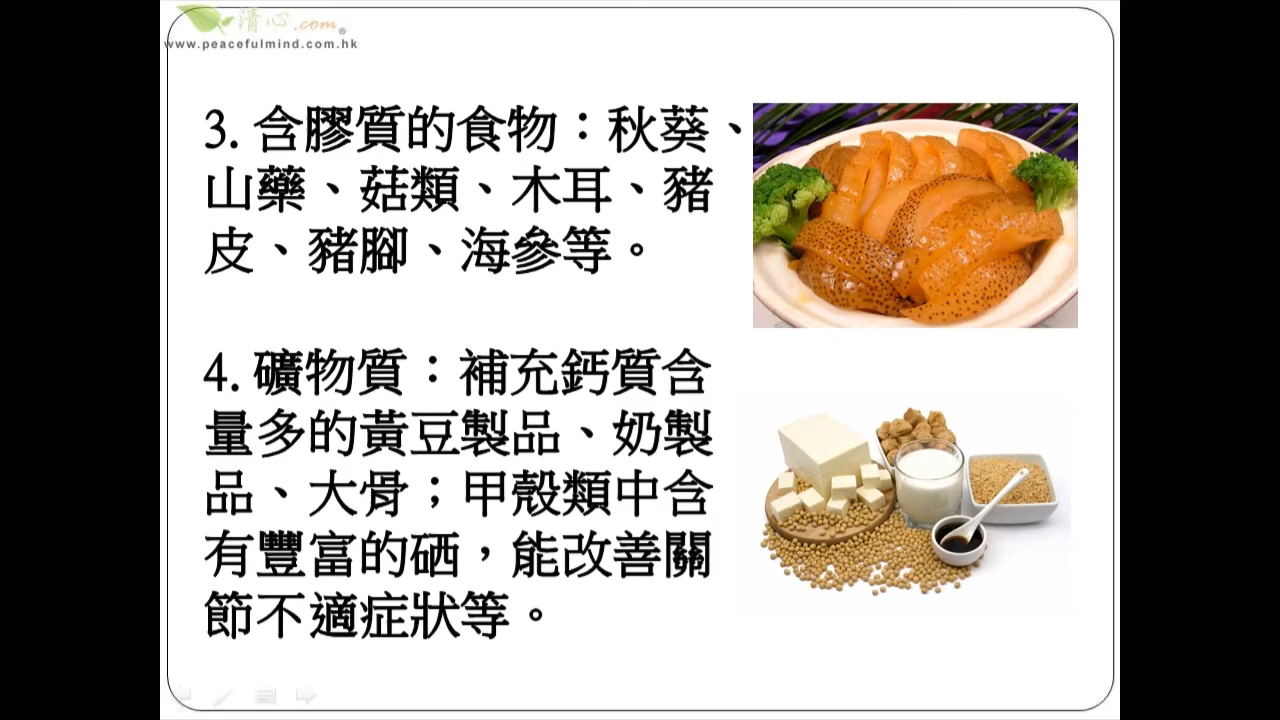 清心.com®
www.peacefulmind.com.hk
3. 含膠質的食物：秋葵、
山藥、菇類、木耳、豬
皮、豬腳、海參等。
4. 礦物質：補充鈣質含
量多的黃豆製品、奶製
品、大骨；甲殼類中含
有豐富的硒，能改善關
節不適症狀等。